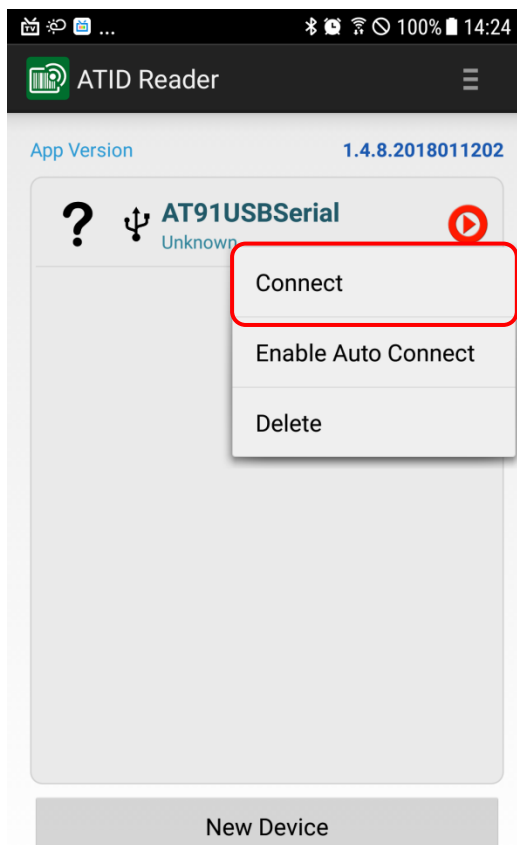 ... 100% 14:24
ATID Reader
App Version 1.4.8.2018011202
AT91USBSerial
Unknown
Connect
Enable Auto Connect
Delete
New Device